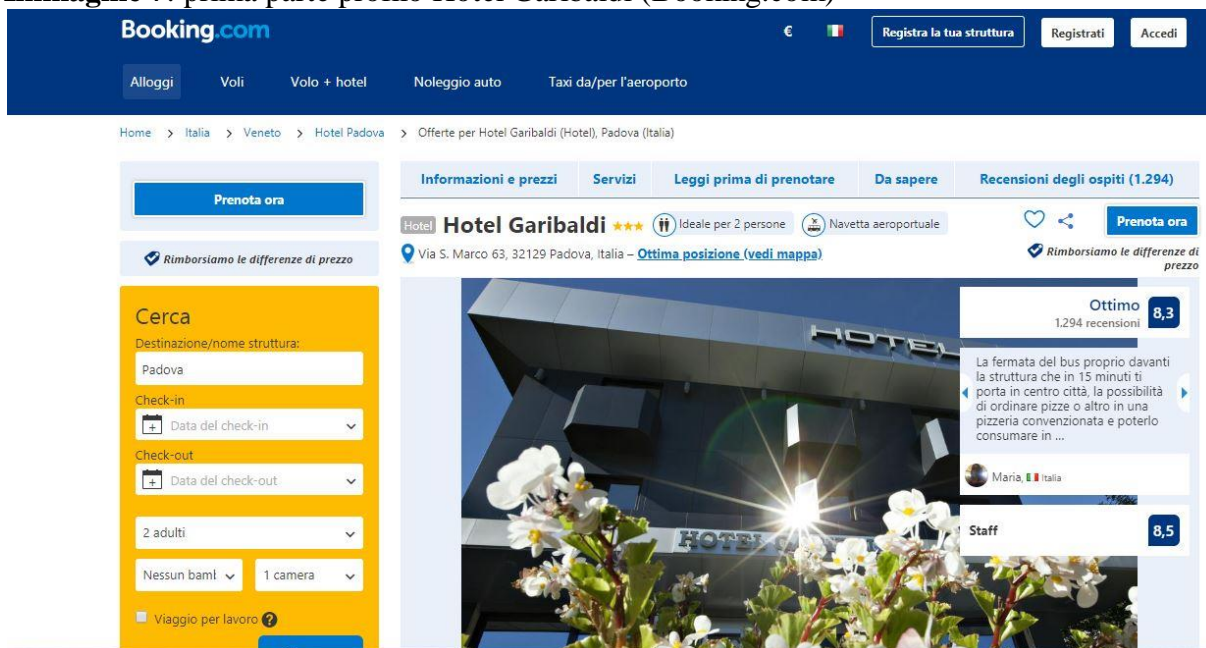 Immagine 7: prima parte profilo Hotel Garibaldi (Booking.com)
Booking.com
€
Registra la tua struttura
Registrati
Accedi
Alloggi
Voli
Volo + hotel
Noleggio auto
Taxi da/per l'aeroporto
Home > Italia > Veneto > Hotel Padova > Offerte per Hotel Garibaldi (Hotel), Padova (Italia)
Prenota ora
Rimborsiamo le differenze di prezzo
Cerca
Destinazione/nome struttura:
Padova
Check-in
Data del check-in
Check-out
Data del check-out
2 adulti
Nessun bamb
1 camera
Viaggio per lavoro
Informazioni e prezzi
Servizi
Leggi prima di prenotare
Da sapere
Recensioni degli ospiti (1.294)
Hotel Hotel Garibaldi
Ideale per 2 persone
Navetta aeroportuale
Prenota ora
Via S. Marco 63, 32129 Padova, Italia – Ottima posizione (vedi mappa)
Rimborsiamo le differenze di
prezzo
HOTEL
HOTEL
Ottimo
1.294 recensioni
8,3
La fermata del bus proprio davanti
la struttura che in 15 minuti ti
porta in centro città, la possibilità
di ordinare pizze o altro in una
pizzeria convenzionata e poterlo
consumare in ...
Maria, Italia
Staff
8,5